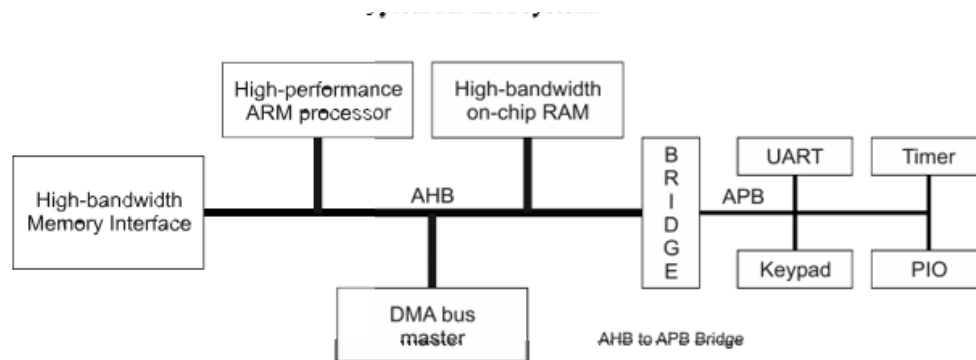 High-performance
ARM processor
High-bandwidth
on-chip RAM
High-bandwidth
Memory Interface
AHB
B
R
I
D
G
E
APB
UART
Timer
Keypad
PIO
DMA bus
master
AHB to APB Bridge